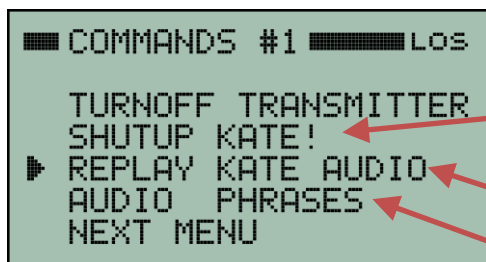 COMMANDS #1 LOS
TURNOFF TRANSMITTER
SHUTUP KATE!
REPLAY KATE AUDIO
AUDIO PHRASES
NEXT MENU